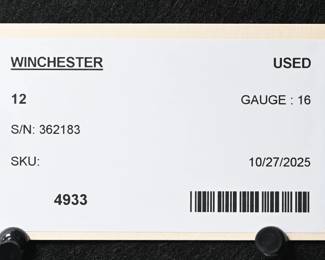 WINCHESTER USED
12 GAUGE : 16
S/N: 362183
SKU: 10/27/2025
4933